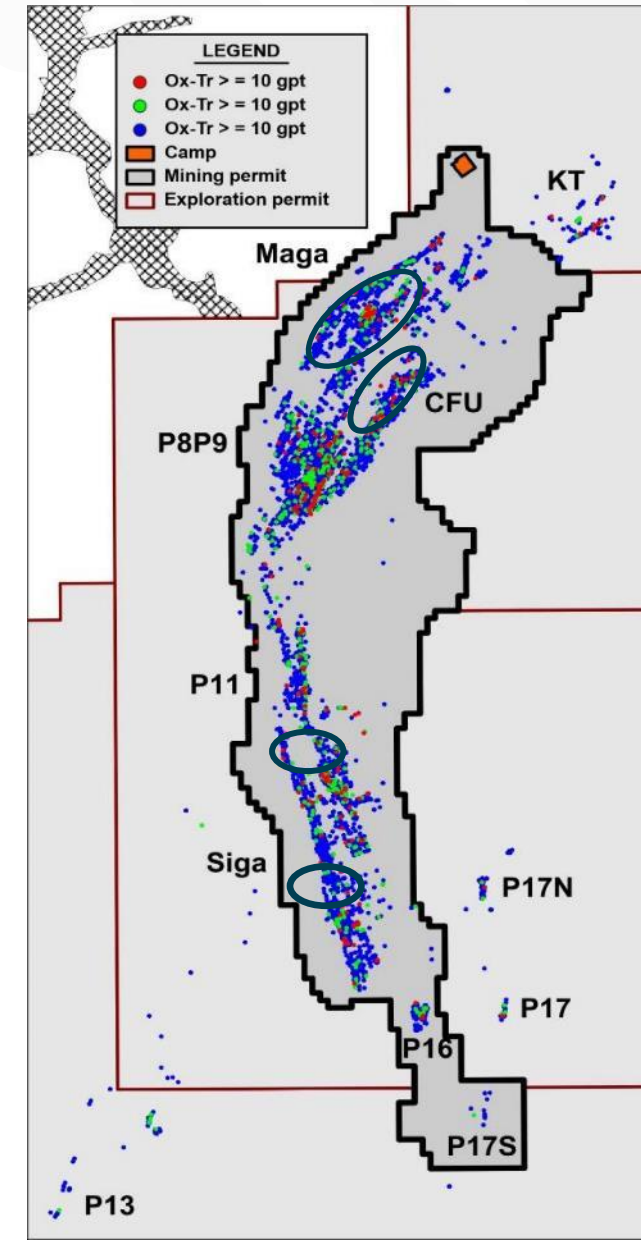 LEGEND
Ox-Tr > = 10 gpt
Ox-Tr > = 10 gpt
Ox-Tr > = 10 gpt
Camp
Mining permit
Exploration permit
KT
Maga
CFU
P8P9
P11
Siga
P17N
P17
P16
P17S
P13